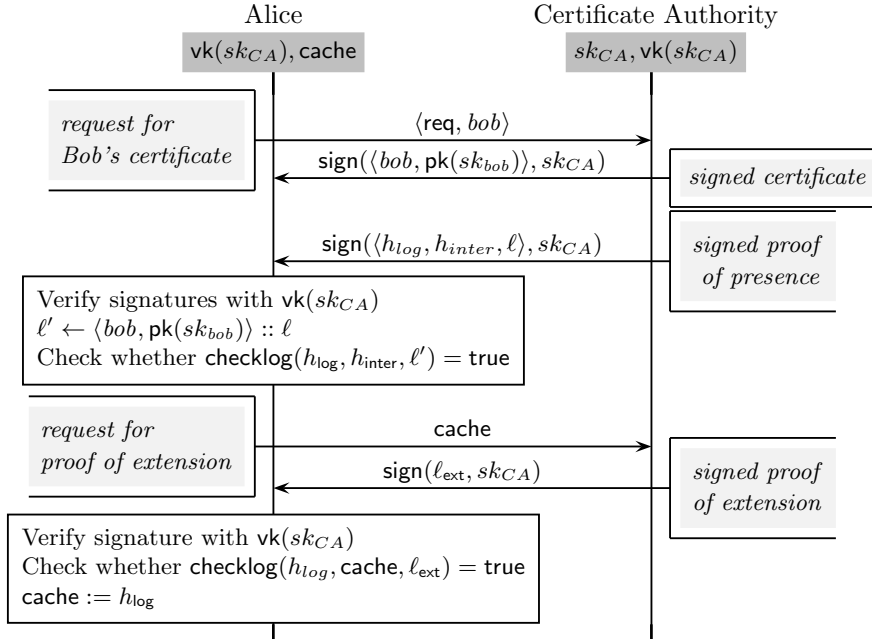 Alice
Certificate Authority
vk(sk_CA), cache
sk_CA, vk(sk_CA)
request for
Bob's certificate
⟨req, bob⟩
sign(⟨bob, pk(sk_bob)⟩, sk_CA)
signed certificate
sign(⟨h_log, h_inter, ℓ⟩, sk_CA)
signed proof
of presence
Verify signatures with vk(sk_CA)
ℓ′ ← ⟨bob, pk(sk_bob)⟩ :: ℓ
Check whether checklog(h_log, h_inter, ℓ′) = true
request for
proof of extension
cache
sign(ℓ_ext, sk_CA)
signed proof
of extension
Verify signature with vk(sk_CA)
Check whether checklog(h_log, cache, ℓ_ext) = true
cache := h_log